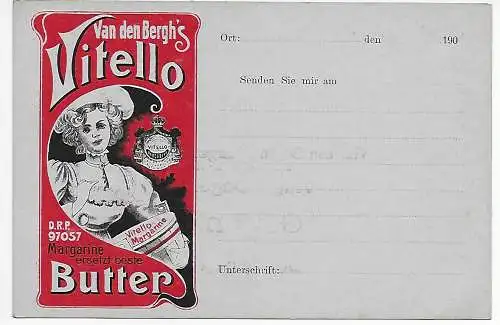 Van den Bergh's
Vitello
VITELLO
D.R.P.
97057
Vitello
Margarine
Margarine
ersetzt beste
Butter
Ort: den 190
Senden Sie mir am
Unterschrift: